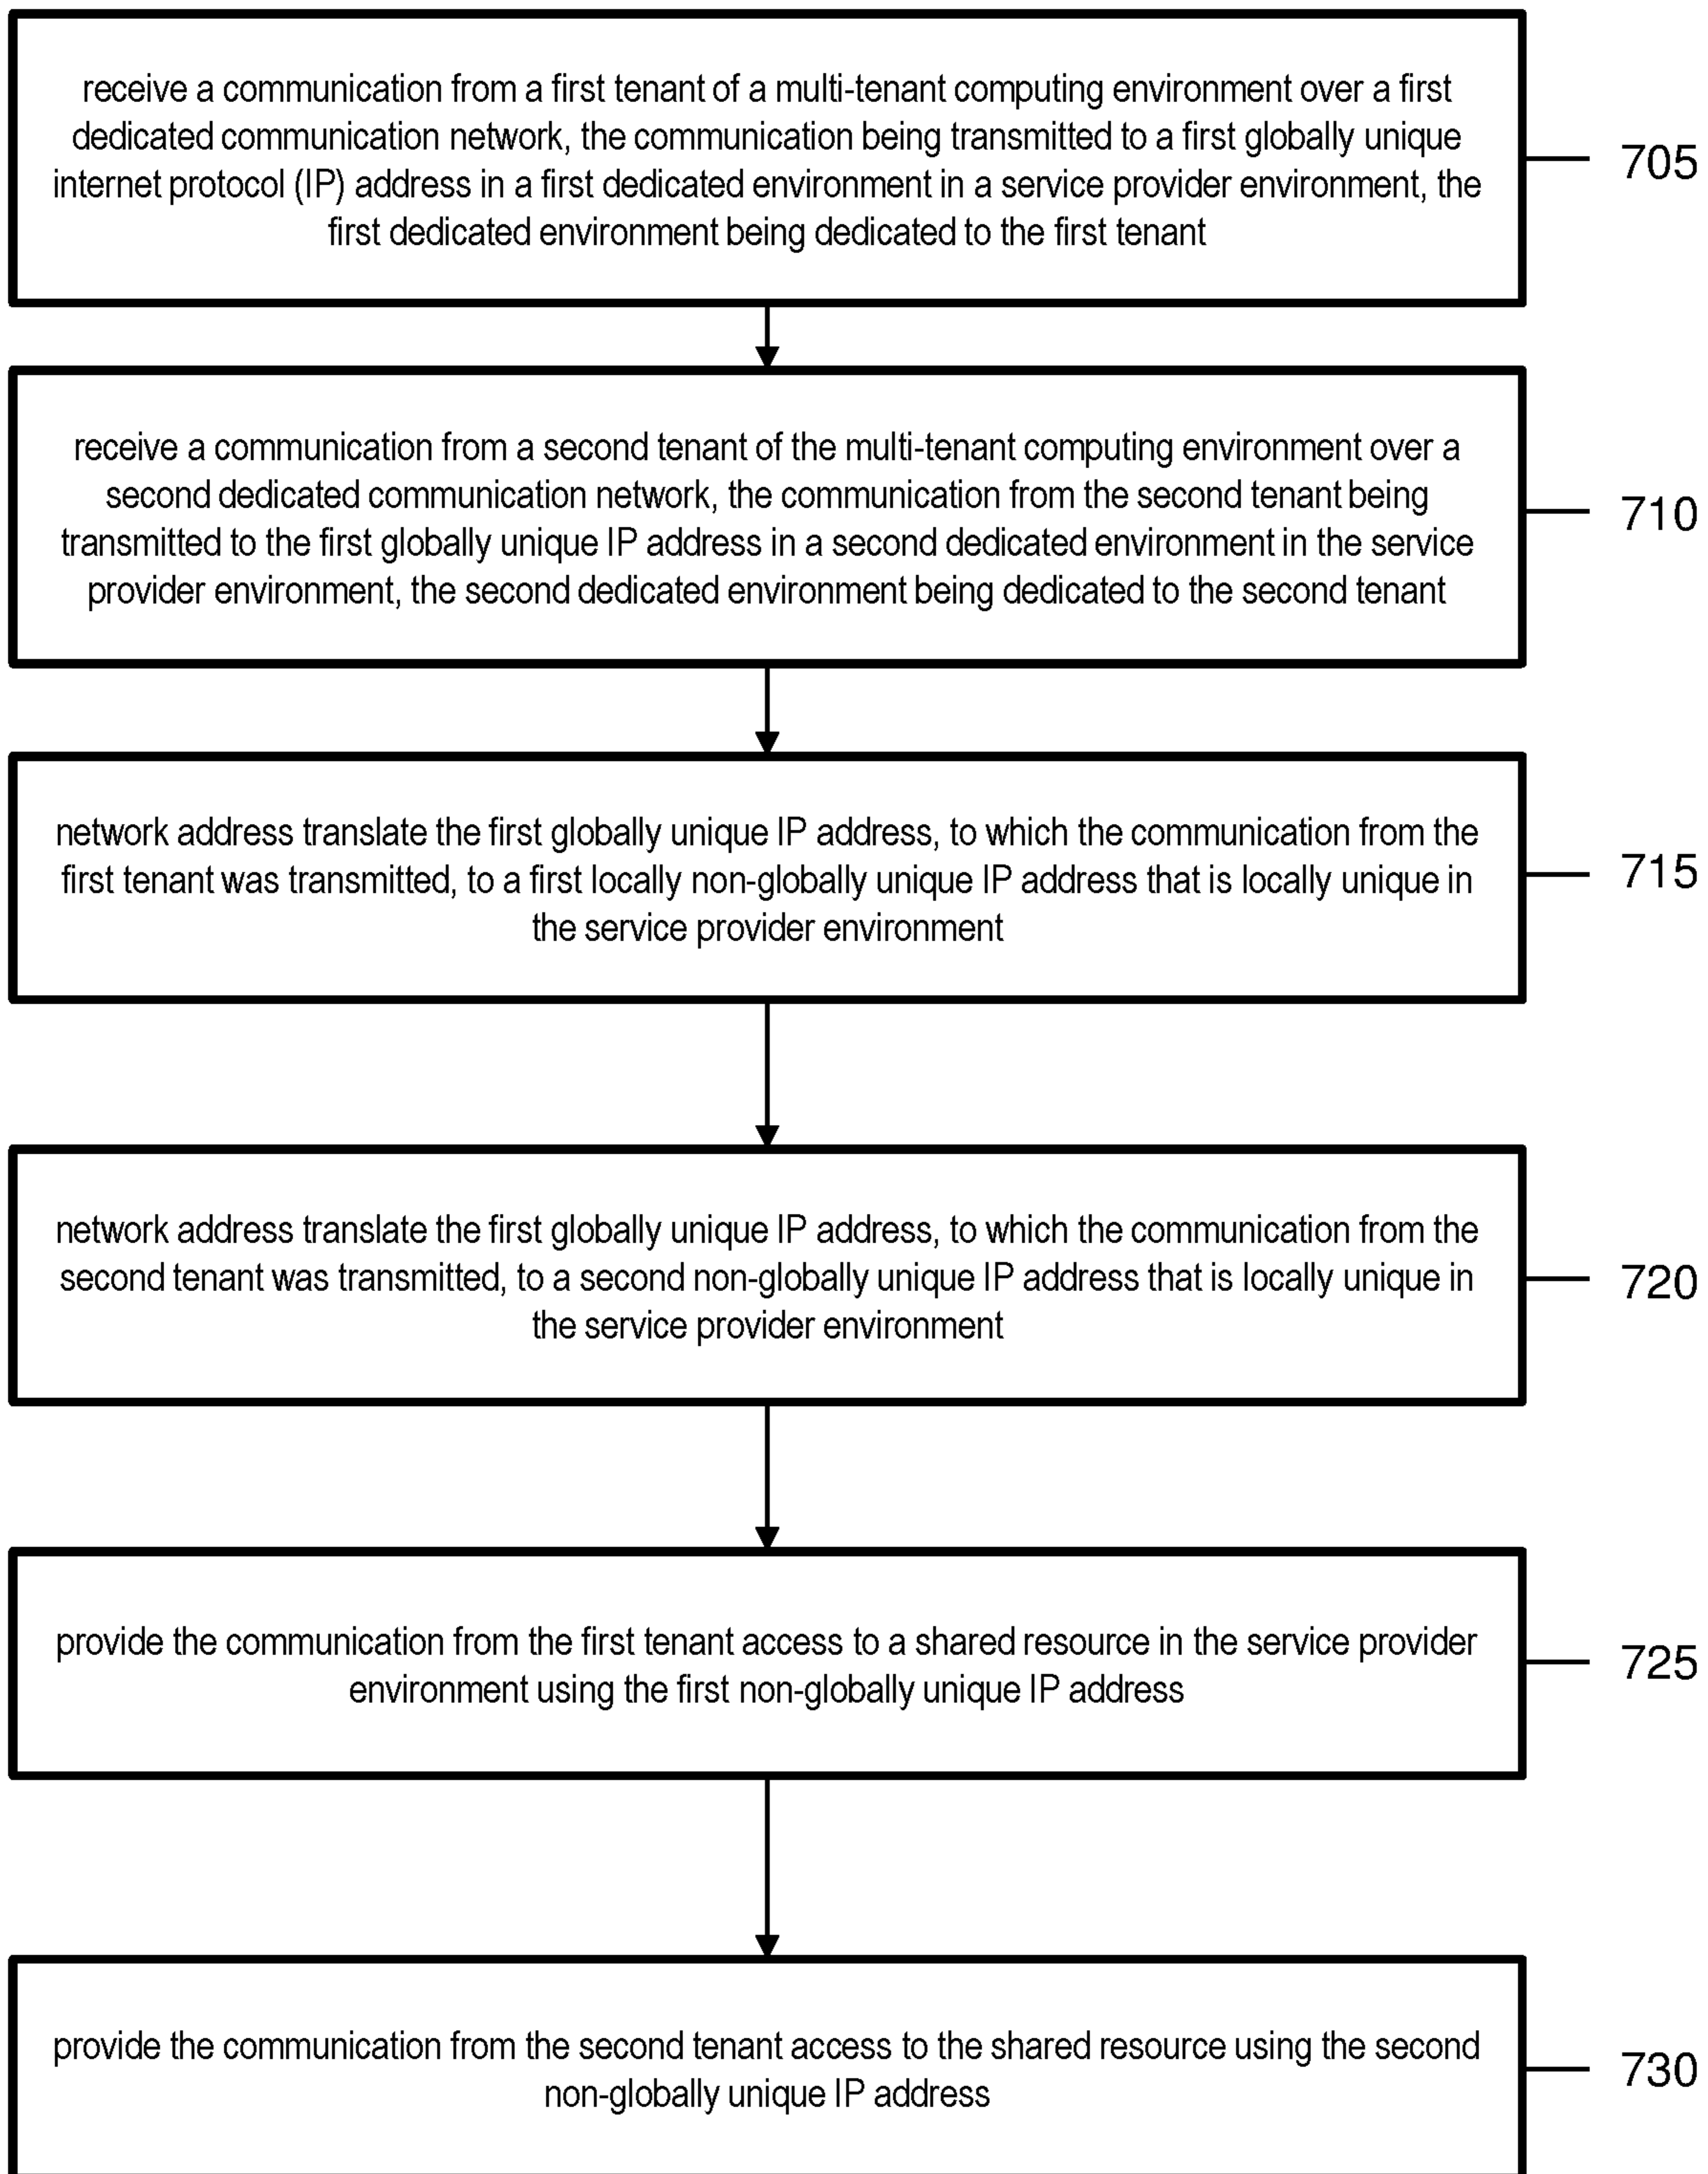 receive a communication from a first tenant of a multi-tenant computing environment over a first
dedicated communication network, the communication being transmitted to a first globally unique
internet protocol (IP) address in a first dedicated environment in a service provider environment, the
first dedicated environment being dedicated to the first tenant
705
receive a communication from a second tenant of the multi-tenant computing environment over a
second dedicated communication network, the communication from the second tenant being
transmitted to the first globally unique IP address in a second dedicated environment in the service
provider environment, the second dedicated environment being dedicated to the second tenant
710
network address translate the first globally unique IP address, to which the communication from the
first tenant was transmitted, to a first locally non-globally unique IP address that is locally unique in
the service provider environment
715
network address translate the first globally unique IP address, to which the communication from the
second tenant was transmitted, to a second non-globally unique IP address that is locally unique in
the service provider environment
720
provide the communication from the first tenant access to a shared resource in the service provider
environment using the first non-globally unique IP address
725
provide the communication from the second tenant access to the shared resource using the second
non-globally unique IP address
730